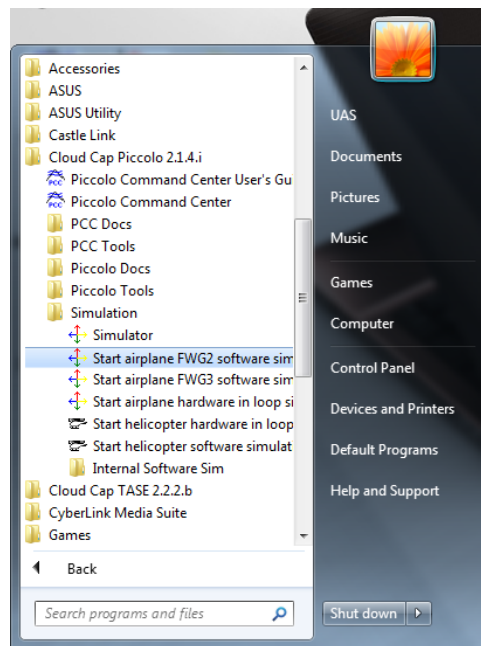 Accessories
ASUS
ASUS Utility
Castle Link
Cloud Cap Piccolo 2.1.4.i
Piccolo Command Center User's Gu
Piccolo Command Center
PCC Docs
PCC Tools
Piccolo Docs
Piccolo Tools
Simulation
Simulator
Start airplane FWG2 software sim
Start airplane FWG3 software sim
Start airplane hardware in loop si
Start helicopter hardware in loop
Start helicopter software simulat
Internal Software Sim
Cloud Cap TASE 2.2.2.b
CyberLink Media Suite
Games
Back
Search programs and files
UAS
Documents
Pictures
Music
Games
Computer
Control Panel
Devices and Printers
Default Programs
Help and Support
Shut down